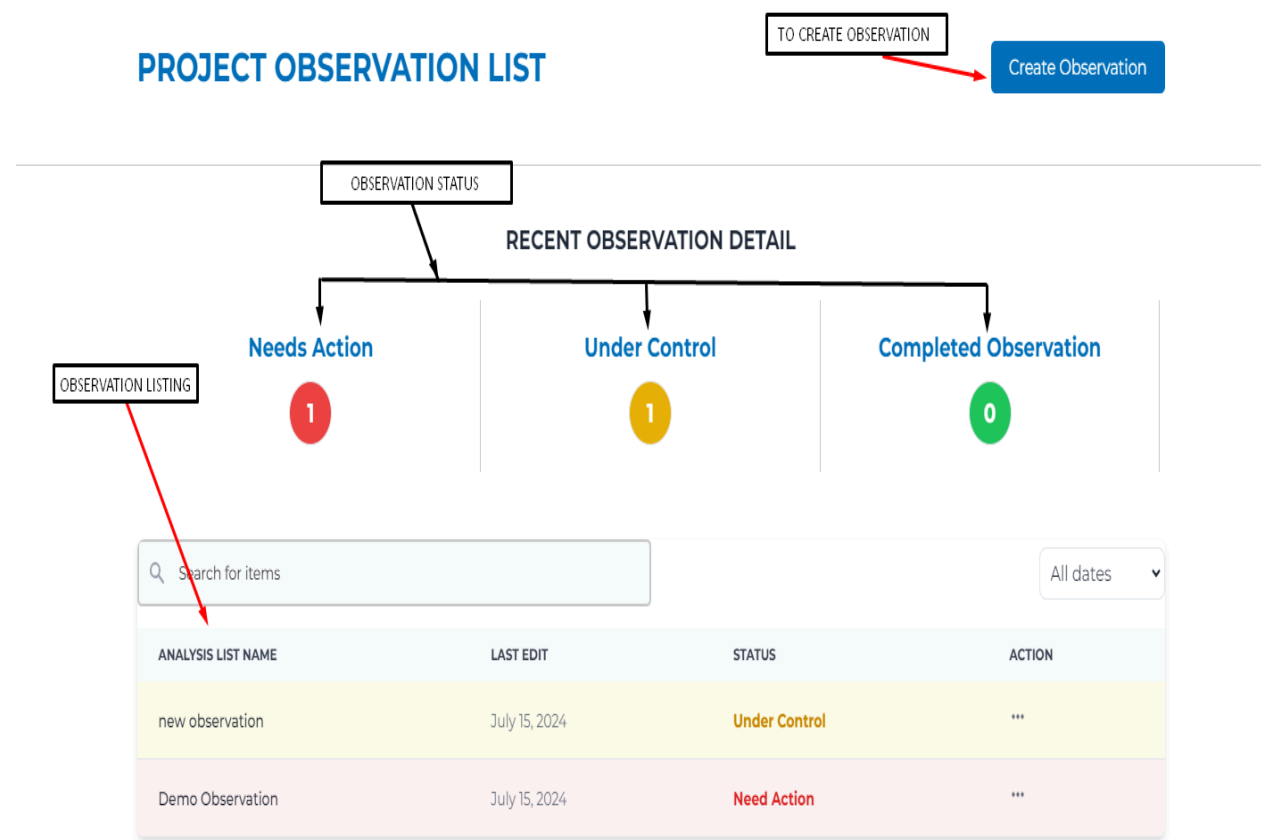 TO CREATE OBSERVATION
PROJECT OBSERVATION LIST
Create Observation
OBSERVATION STATUS
RECENT OBSERVATION DETAIL
Needs Action
Under Control
Completed Observation
OBSERVATION LISTING
1
1
0
Search for items
All dates
ANALYSIS LIST NAME LAST EDIT STATUS ACTION
new observation July 15, 2024 Under Control ...
Demo Observation July 15, 2024 Need Action ...